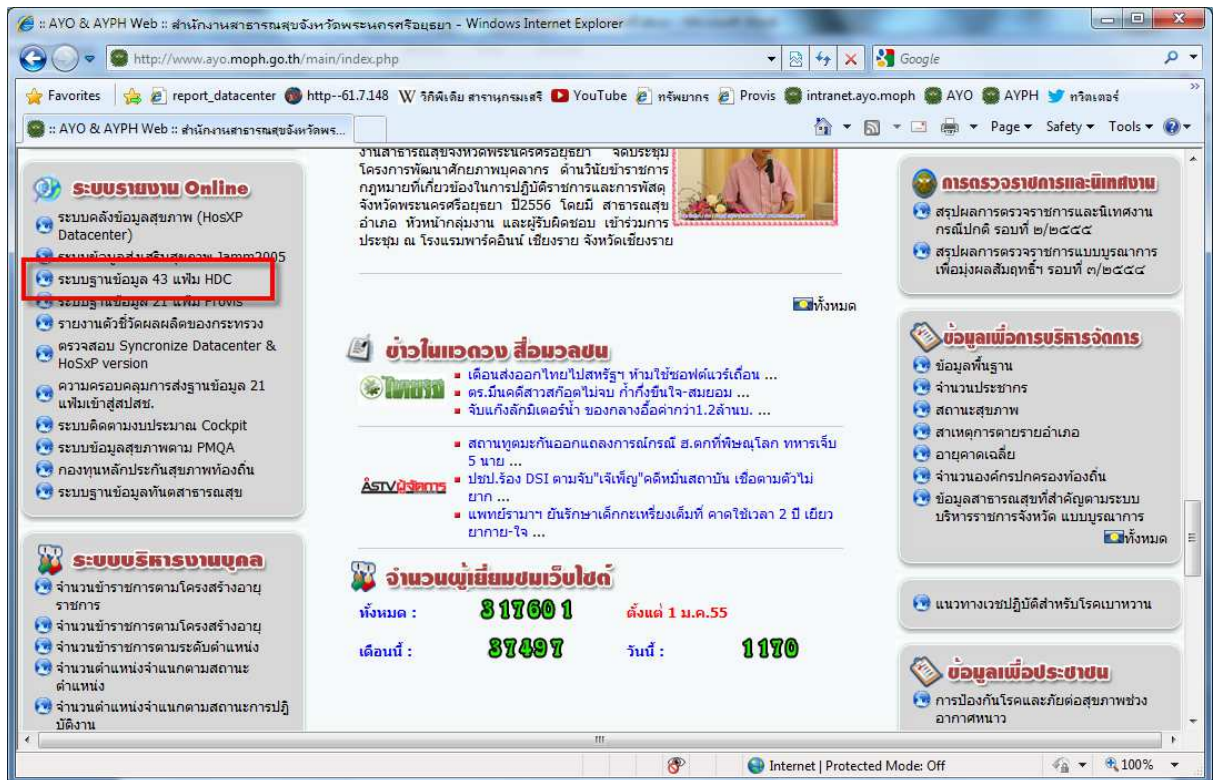 :: AYO & AYPH Web :: สำนักงานสาธารณสุขจังหวัดพระนครศรีอยุธยา - Windows Internet Explorer
http://www.ayo.moph.go.th/main/index.php
Google
Favorites report_datacenter http--61.7.148 วิกิพีเดีย สารานุกรมเสรี YouTube ทรัพยากร Provis intranet.ayo.moph AYO AYPH ทวิตเตอร์
:: AYO & AYPH Web :: สำนักงานสาธารณสุขจังหวัดพร...
Page Safety Tools
ระบบรายงาน Online
ระบบคลังข้อมูลสุขภาพ (HosXP
Datacenter)
ระบบข้อมูลส่งเสริมสุขภาพ Jamm2005
ระบบฐานข้อมูล 43 แฟ้ม HDC
ระบบฐานข้อมูล 21 แฟ้ม Provis
รายงานตัวชี้วัดผลผลิตของกระทรวง
ตรวจสอบ Syncronize Datacenter &
HoSxP version
ความครอบคลุมการส่งฐานข้อมูล 21
แฟ้มเข้าสู่สปสช.
ระบบติดตามงบประมาณ Cockpit
ระบบข้อมูลสุขภาพตาม PMQA
กองทุนหลักประกันสุขภาพท้องถิ่น
ระบบฐานข้อมูลทันตสาธารณสุข
ระบบบริหารงานบุคล
จำนวนข้าราชการตามโครงสร้างอายุ
ราชการ
จำนวนข้าราชการตามโครงสร้างอายุ
จำนวนข้าราชการตามระดับตำแหน่ง
จำนวนตำแหน่งจำแนกตามสถานะ
ตำแหน่ง
จำนวนตำแหน่งจำแนกตามสถานะการปฏิ
บัติงาน
งานสาธารณสุขจังหวัดพระนครศรีอยุธยา จัดประชุม
โครงการพัฒนาศักยภาพบุคลากร ด้านวินัยข้าราชการ
กฎหมายที่เกี่ยวข้องในการปฏิบัติราชการและการพัสดุ
จังหวัดพระนครศรีอยุธยา ปี2556 โดยมี สาธารณสุข
อำเภอ หัวหน้ากลุ่มงาน และผู้รับผิดชอบ เข้าร่วมการ
ประชุม ณ โรงแรมพาร์คอินน์ เชียงราย จังหวัดเชียงราย
ทั้งหมด
ข่าวในแวดวง สื่อมวลชน
ไทยรัฐ
เตือนส่งออกไทยไปสหรัฐฯ ห้ามใช้ซอฟต์แวร์เถื่อน ...
ดร.มึนคดีสาวสก๊อตไม่จบ ก้ำกึ่งขืนใจ-สมยอม ...
จับแก๊งลักมิเตอร์น้ำ ของกลางอื้อค่ากว่า1.2ล้านบ. ...
ASTVผู้จัดการ
สถานทูตมะกันออกแถลงการณ์กรณี ฮ.ตกที่พิษณุโลก ทหารเจ็บ
5 นาย ...
ปชป.ร้อง DSI ตามจับ"เจ๊เพ็ญ"คดีหมิ่นสถาบัน เชื่อตามตัวไม่
ยาก ...
แพทย์รามาฯ ยันรักษาเด็กกะเหรี่ยงเต็มที่ คาดใช้เวลา 2 ปี เยียว
ยากาย-ใจ ...
จำนวนผู้เยี่ยมชมเว็บไซต์
ทั้งหมด : 317601 ตั้งแต่ 1 ม.ค.55
เดือนนี้ : 37497 วันนี้ : 1170
การตรวจราชการและนิเทศงาน
สรุปผลการตรวจราชการและนิเทศงาน
กรณีปกติ รอบที่ ๒/๒๕๕๔
สรุปผลการตรวจราชการแบบบูรณาการ
เพื่อมุ่งผลสัมฤทธิ์ฯ รอบที่ ๓/๒๕๕๔
ข้อมูลเพื่อการบริหารจัดการ
ข้อมูลพื้นฐาน
จำนวนประชากร
สถานะสุขภาพ
สาเหตุการตายรายอำเภอ
อายุคาดเฉลี่ย
จำนวนองค์กรปกครองท้องถิ่น
ข้อมูลสาธารณสุขที่สำคัญตามระบบ
บริหารราชการจังหวัด แบบบูรณาการ
ทั้งหมด
แนวทางเวชปฏิบัติสำหรับโรคเบาหวาน
ข้อมูลเพื่อประชาชน
การป้องกันโรคและภัยต่อสุขภาพช่วง
อากาศหนาว
Internet | Protected Mode: Off
100%